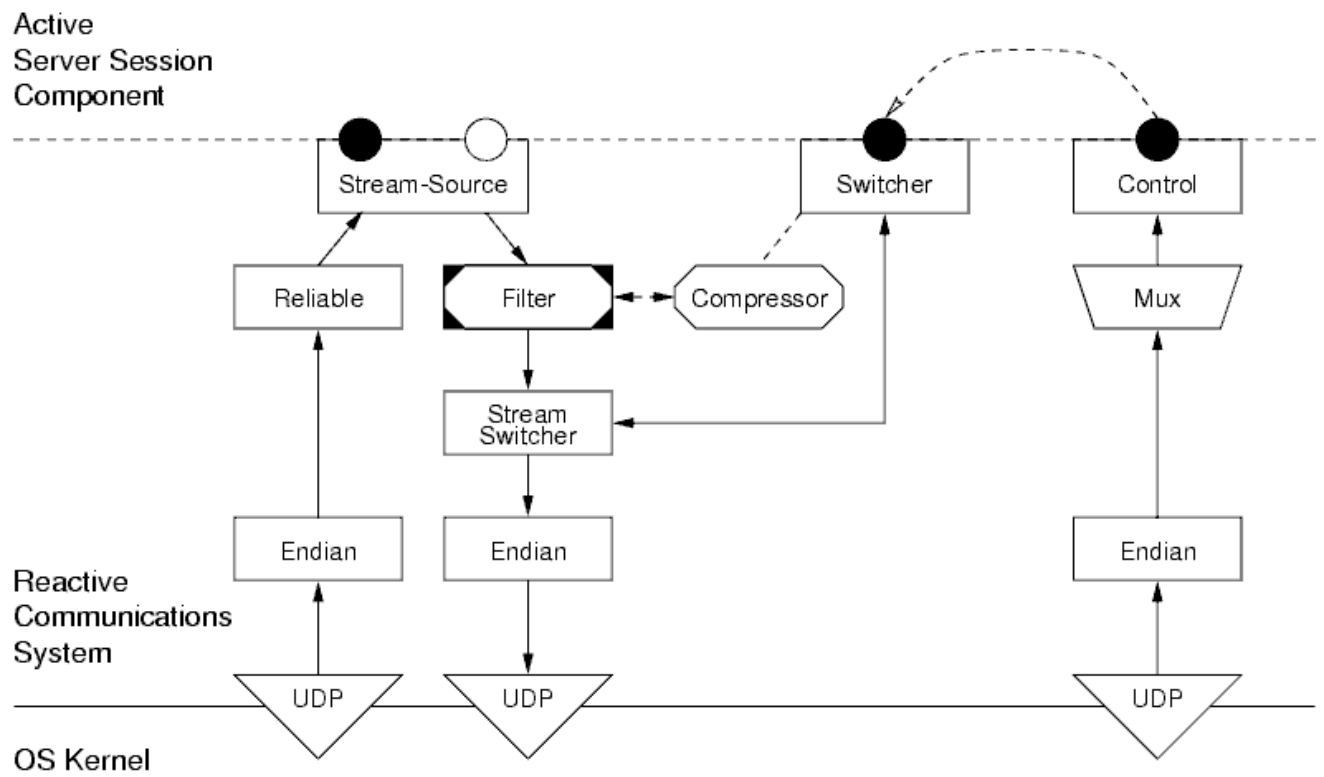 Active
Server Session
Component
Stream-Source
Switcher
Control
Reliable
Filter
Compressor
Mux
Stream
Switcher
Endian
Endian
Endian
Reactive
Communications
System
UDP
UDP
UDP
OS Kernel